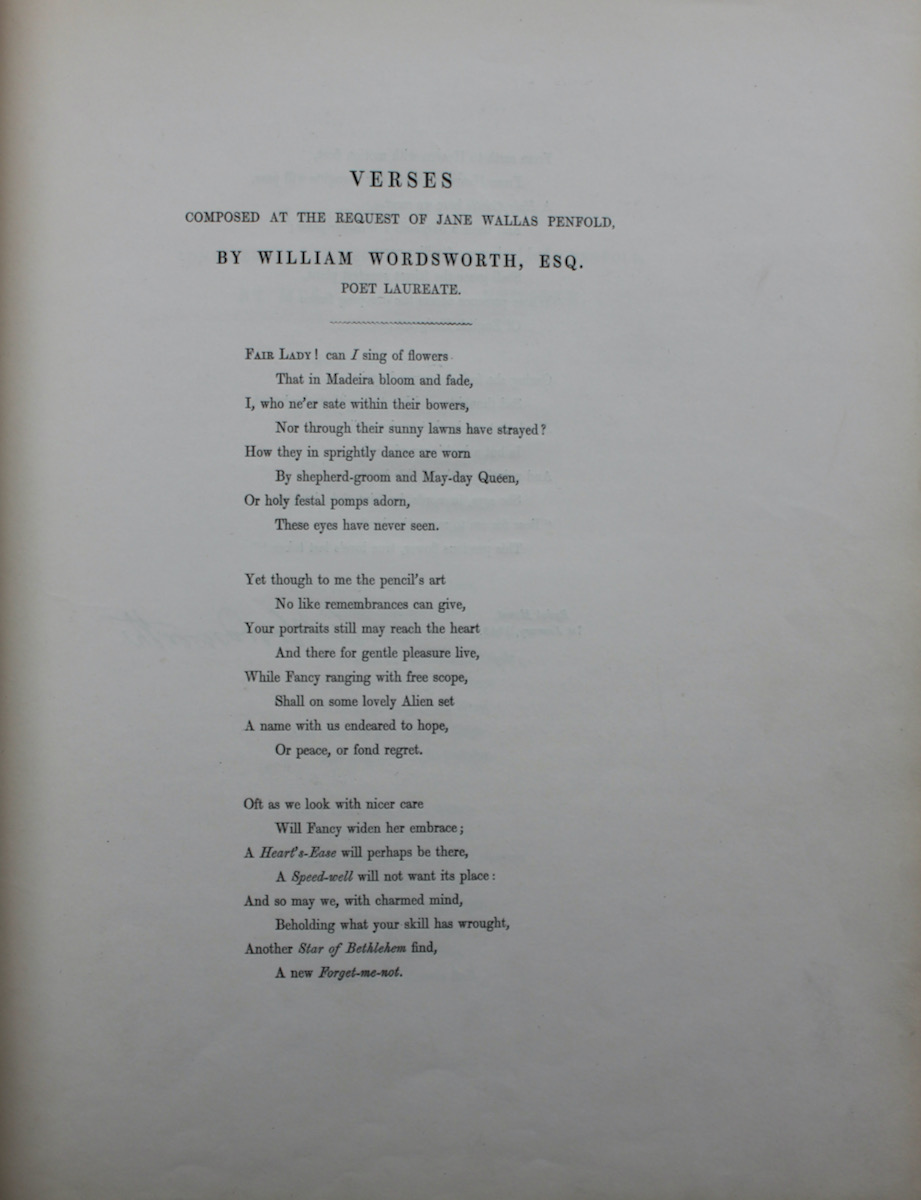 VERSES
COMPOSED AT THE REQUEST OF JANE WALLAS PENFOLD,
BY WILLIAM WORDSWORTH, ESQ.
POET LAUREATE.
FAIR LADY! can I sing of flowers
That in Madeira bloom and fade,
I, who ne'er sate within their bowers,
Nor through their sunny lawns have strayed?
How they in sprightly dance are worn
By shepherd-groom and May-day Queen,
Or holy festal pomps adorn,
These eyes have never seen.
Yet though to me the pencil's art
No like remembrances can give,
Your portraits still may reach the heart
And there for gentle pleasure live,
While Fancy ranging with free scope,
Shall on some lovely Alien set
A name with us endeared to hope,
Or peace, or fond regret.
Oft as we look with nicer care
Will Fancy widen her embrace;
A Heart's-Ease will perhaps be there,
A Speed-well will not want its place:
And so may we, with charmed mind,
Beholding what your skill has wrought,
Another Star of Bethlehem find,
A new Forget-me-not.